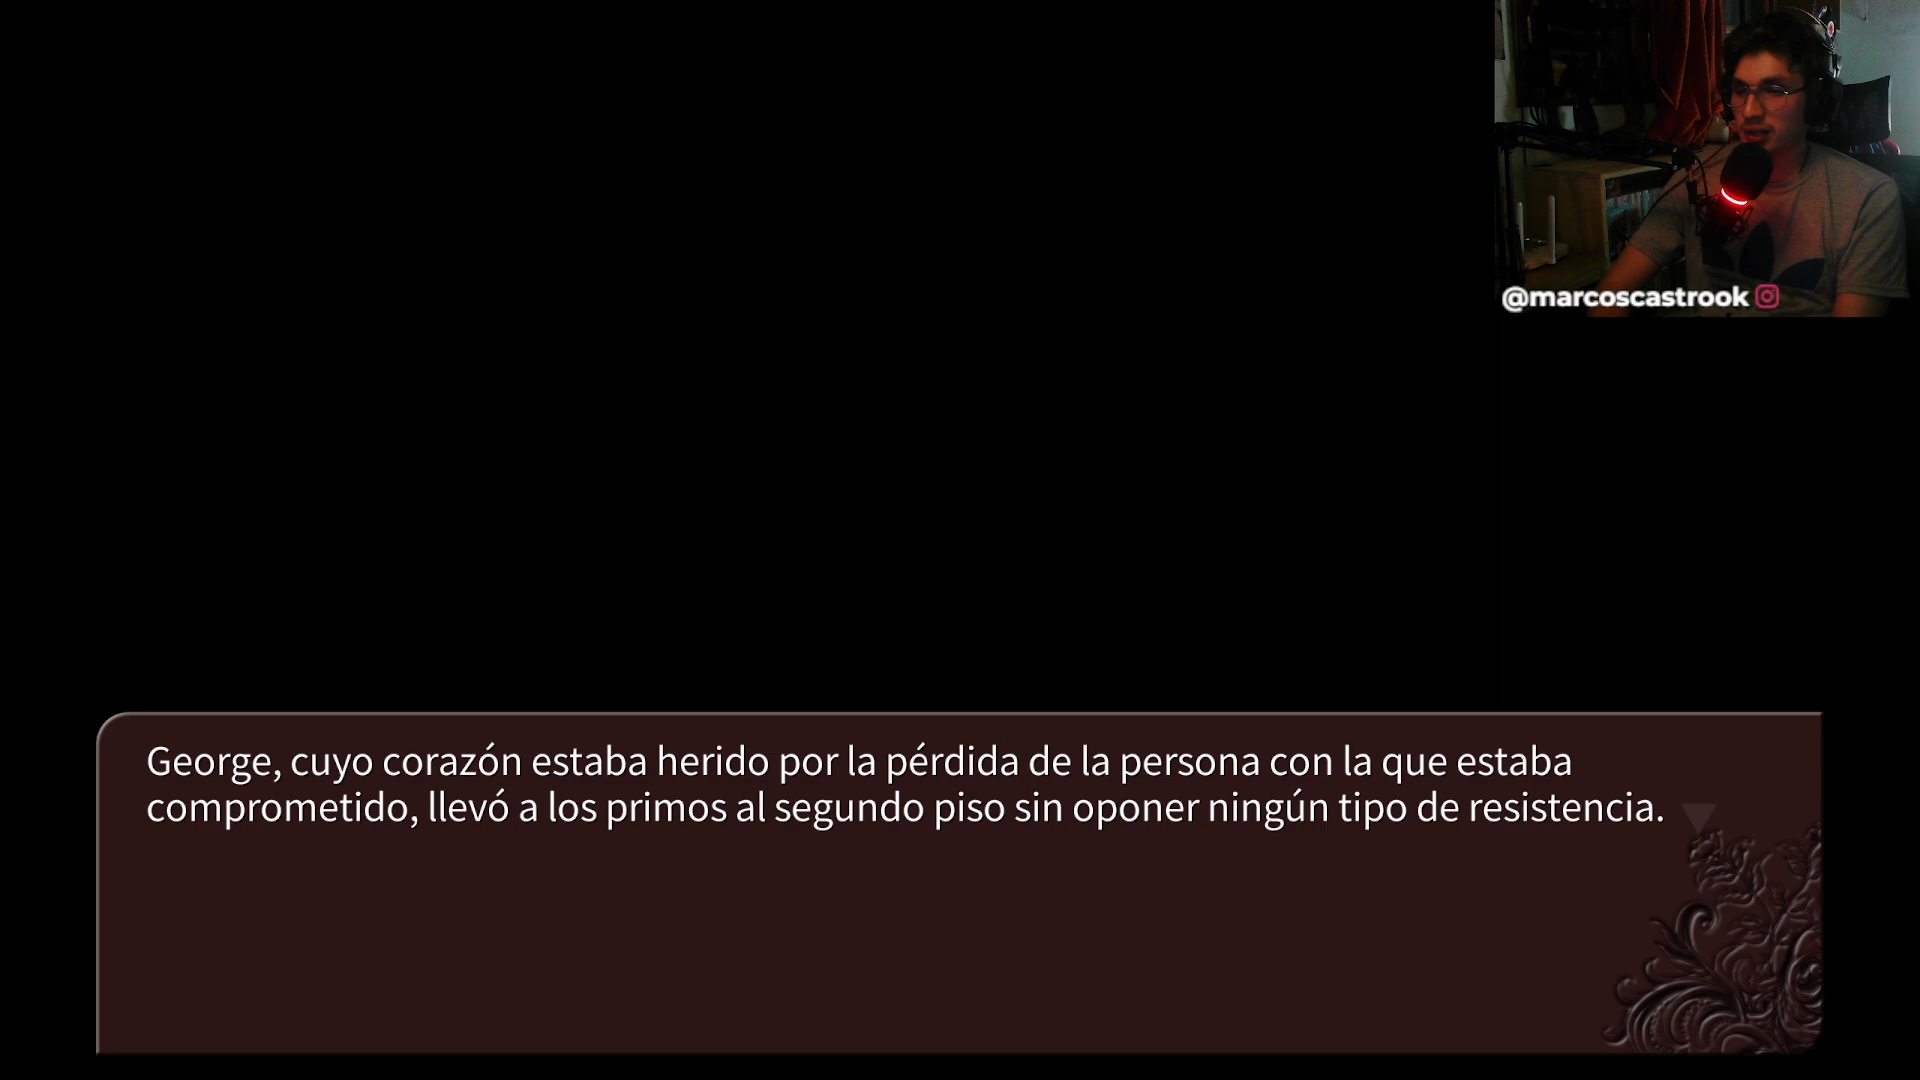 @marcoscastrook
George, cuyo corazón estaba herido por la pérdida de la persona con la que estaba
comprometido, llevó a los primos al segundo piso sin oponer ningún tipo de resistencia.